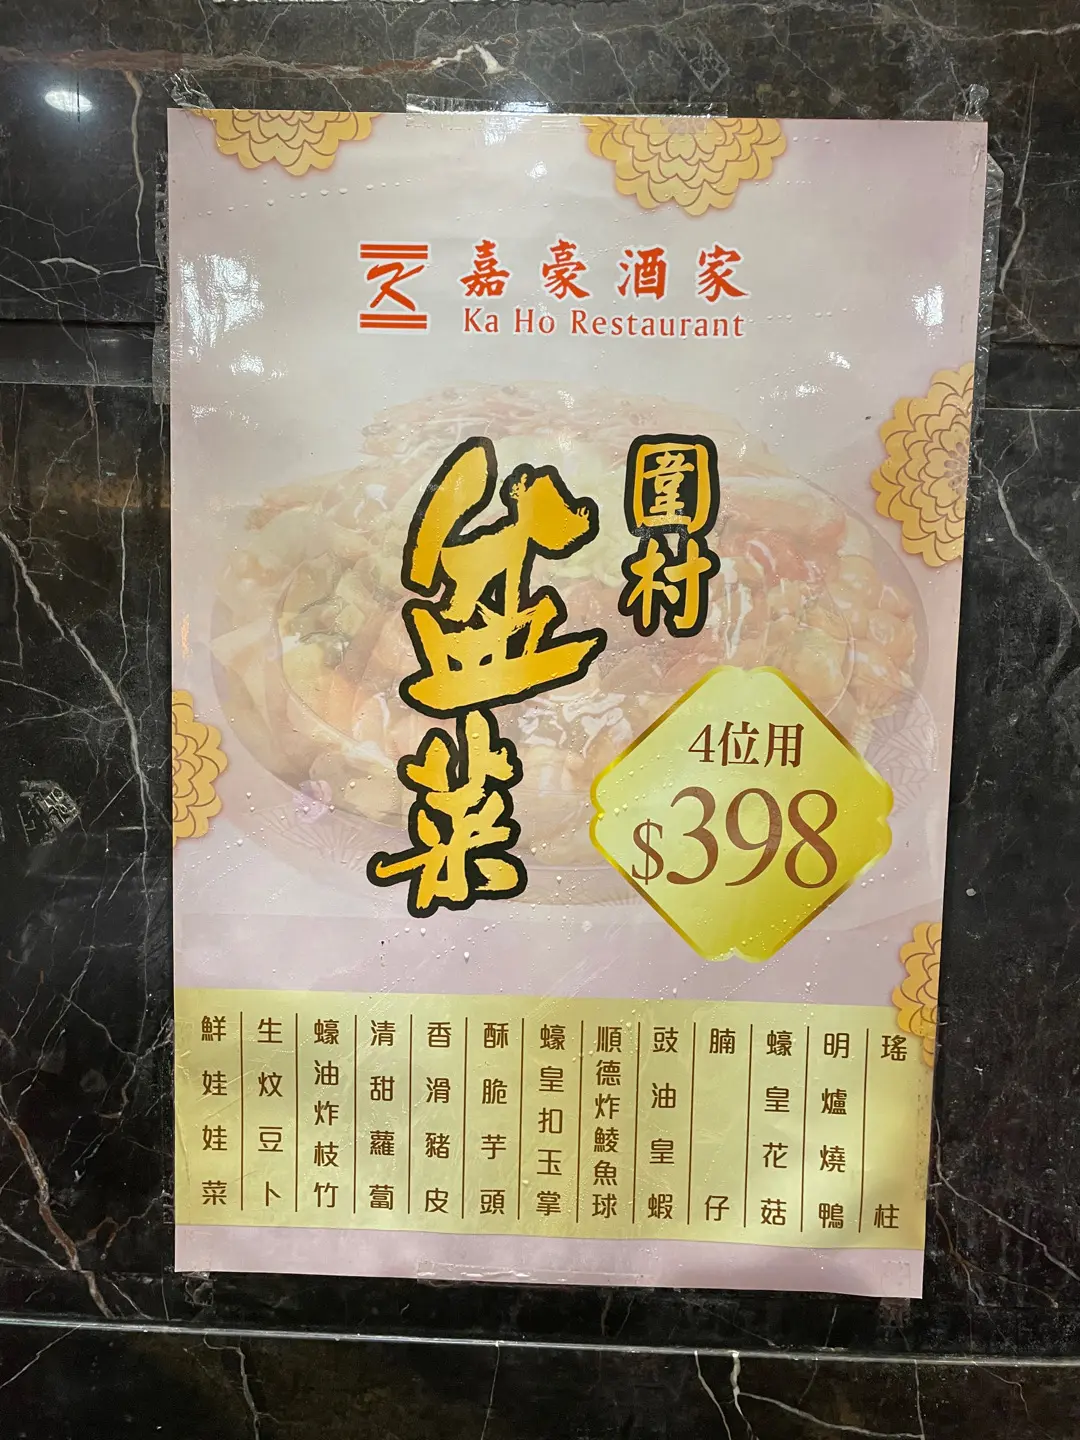 嘉豪酒家
Ka Ho Restaurant
圍村
盆菜
4位用
$398
瑤柱
明爐燒鴨
蠔皇花菇
腩仔
豉油皇蝦
順德炸鯪魚球
蠔皇扣玉掌
酥脆芋頭
香滑豬皮
清甜蘿蔔
蠔油炸枝竹
生炆豆卜
鮮娃娃菜